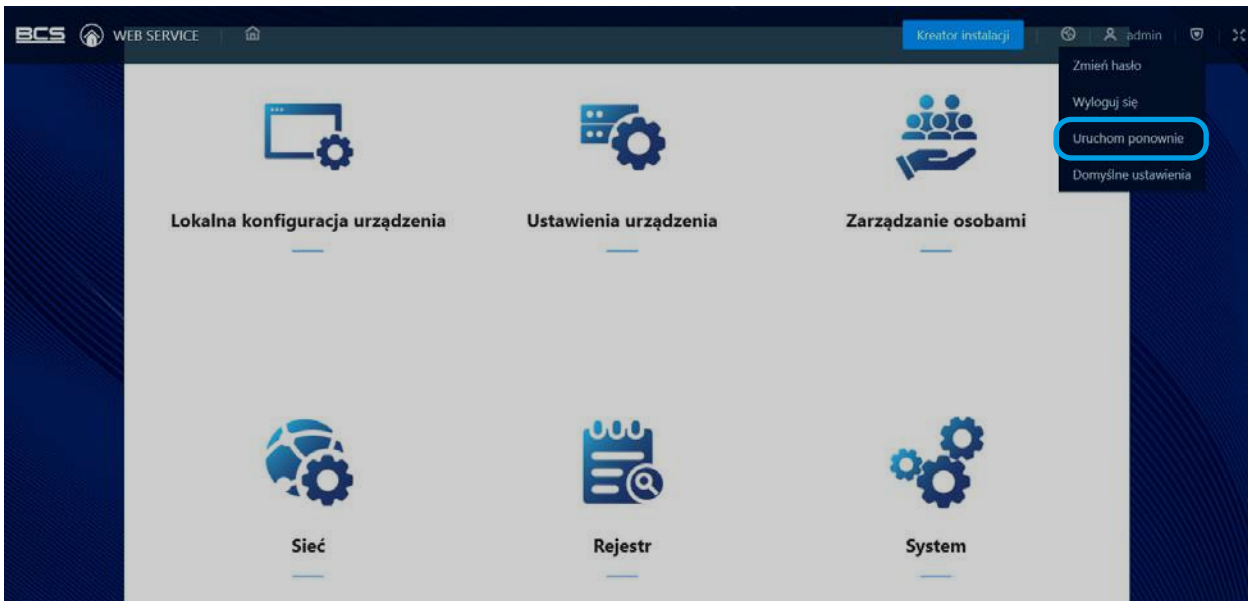 BCS WEB SERVICE Kreator instalacji admin
Zmień hasło
Wyloguj się
Uruchom ponownie
Domyślne ustawienia
Lokalna konfiguracja urządzenia
Ustawienia urządzenia
Zarządzanie osobami
Sieć
Rejestr
System